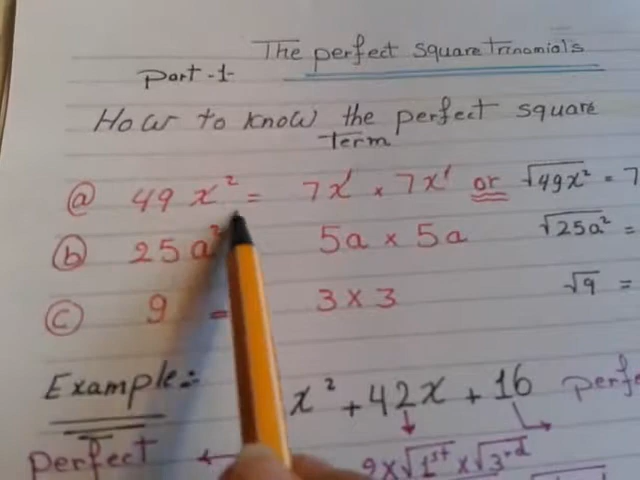 The perfect square Trinomials
Part -1-
How to know the perfect square
Term
ⓐ 49x² = 7x¹ × 7x¹ or √49x² = 7
ⓑ 25a² 5a × 5a √25a² =
ⓒ 9 = 3 × 3 √9 =
Example:-
x² + 42x + 16
perfect